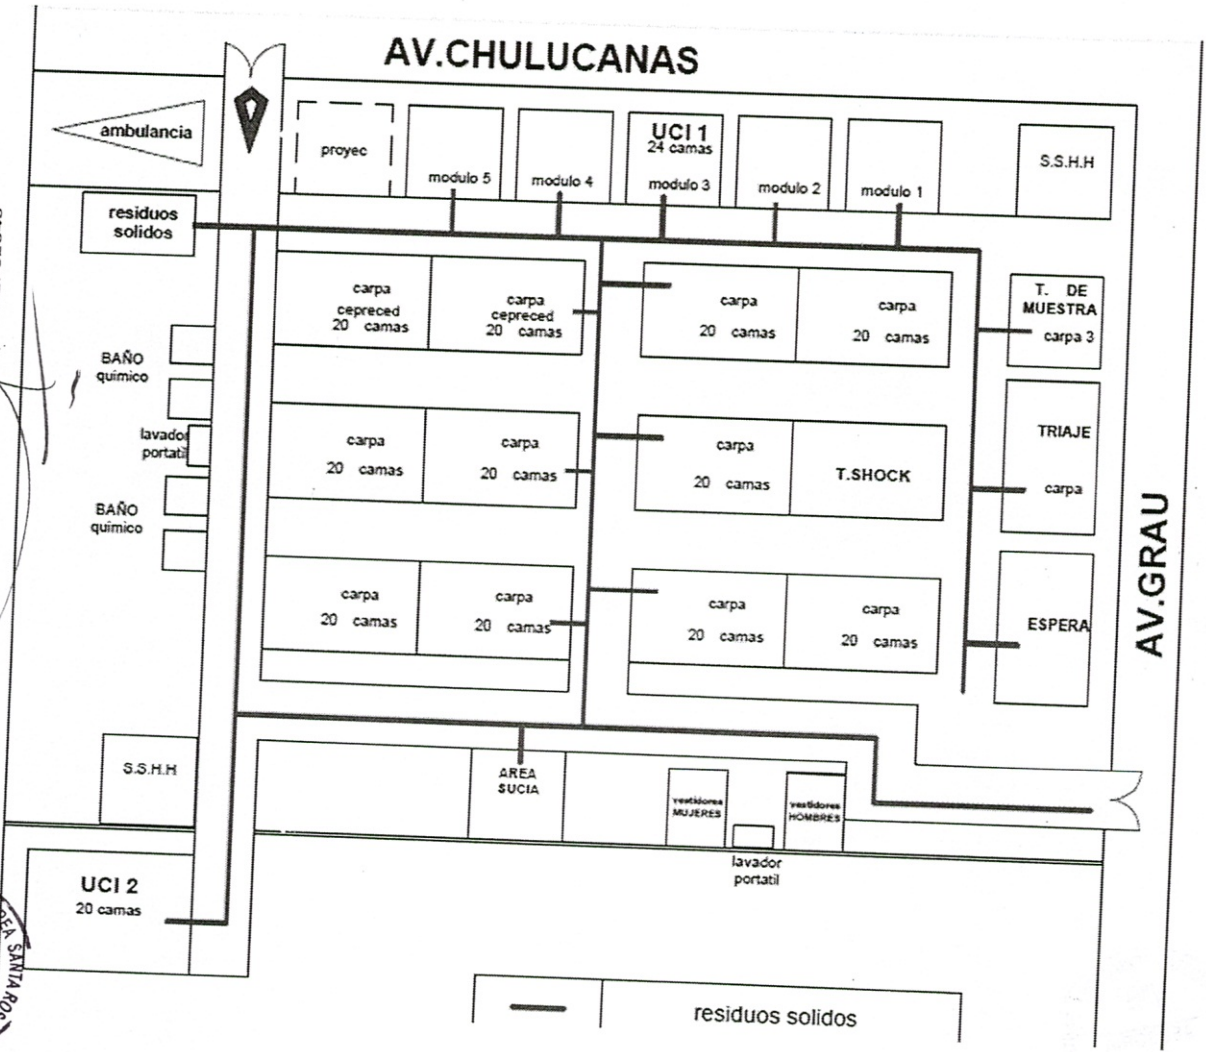 AV.CHULUCANAS
ambulancia
proyec
modulo 5
modulo 4
UCI 1
24 camas
modulo 3
modulo 2
modulo 1
S.S.H.H
residuos
solidos
carpa
cepreced
20 camas
carpa
cepreced
20 camas
carpa
20 camas
carpa
20 camas
T. DE
MUESTRA
carpa 3
BAÑO
quimico
lavador
portatil
BAÑO
quimico
carpa
20 camas
carpa
20 camas
carpa
20 camas
T.SHOCK
TRIAJE
carpa
AV.GRAU
carpa
20 camas
carpa
20 camas
carpa
20 camas
carpa
20 camas
ESPERA
S.S.H.H
AREA
SUCIA
vestidores
MUJERES
vestidores
HOMBRES
lavador
portatil
UCI 2
20 camas
residuos solidos